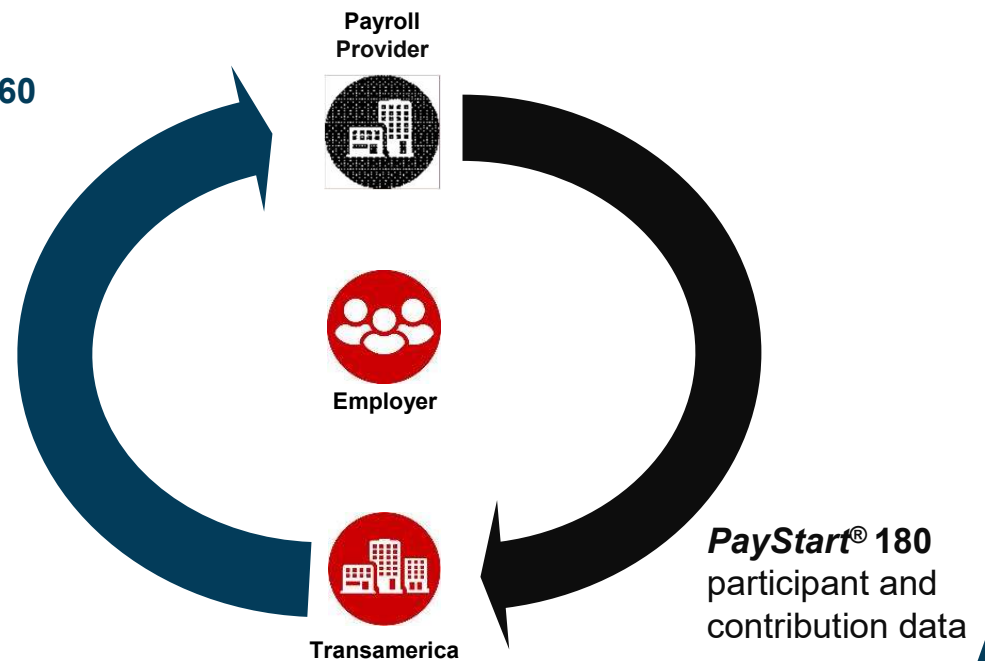 Payroll
Provider
60
Employer
PayStart® 180
participant and
contribution data
Transamerica